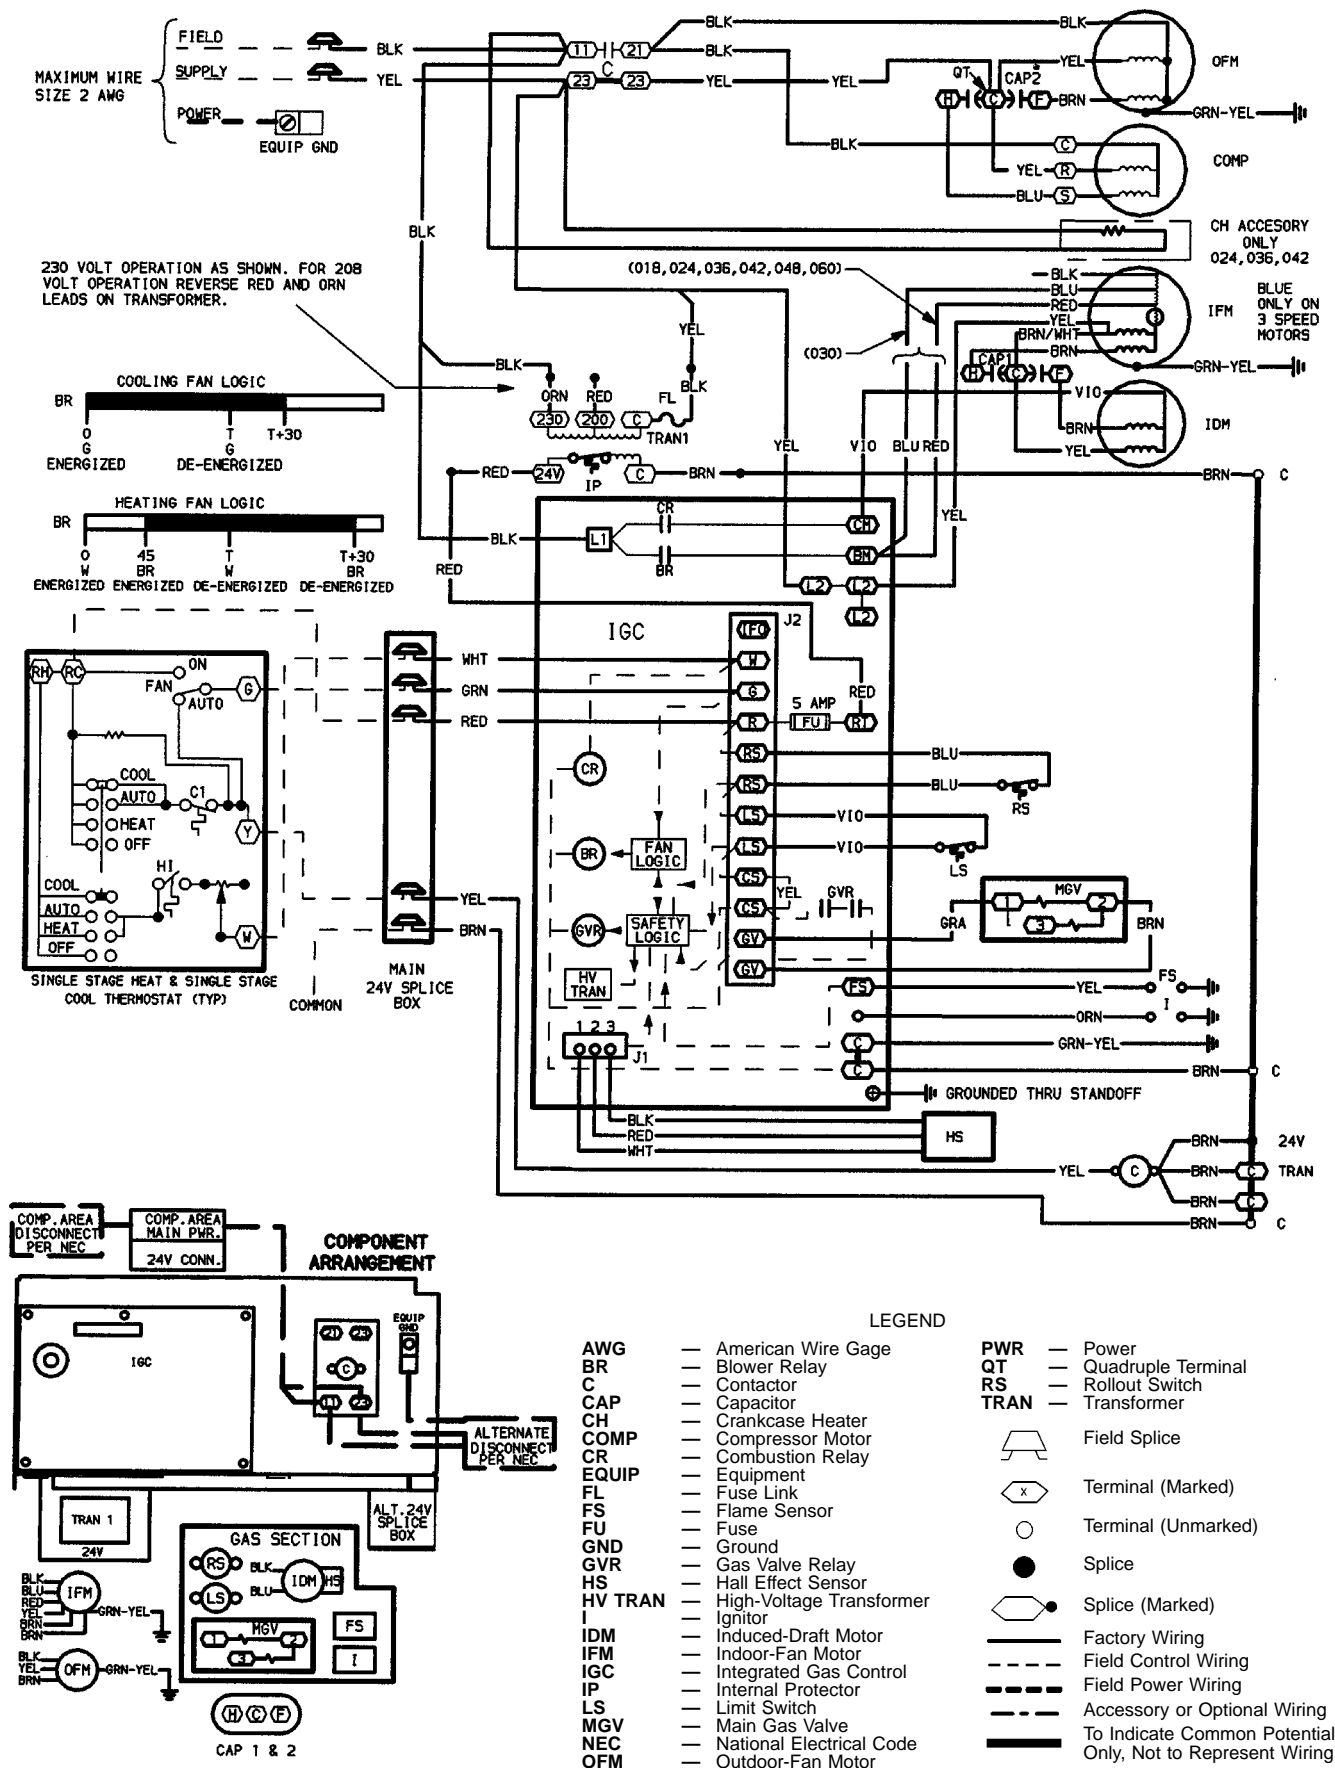 MAXIMUM WIRE
SIZE 2 AWG
FIELD
SUPPLY
POWER
EQUIP GND
BLK
YEL
11
21
C
23
23
BLK
BLK
YEL
YEL
BLK
YEL
QT
CAP2
H
C
F
BRN
OFM
GRN-YEL
BLK
C
YEL
R
BLU
S
COMP
BLK
CH ACCESORY
ONLY
024,036,042
230 VOLT OPERATION AS SHOWN. FOR 208
VOLT OPERATION REVERSE RED AND ORN
LEADS ON TRANSFORMER.
(018,024,036,042,048,060)
(030)
BLK
BLU
RED
YEL
BRN/WHT
BRN
CAP1
H
C
F
IFM
BLUE
ONLY ON
3 SPEED
MOTORS
GRN-YEL
VIO
BRN
YEL
IDM
YEL
BLK
BLK
ORN
RED
FL
230
200
C
TRAN1
RED
24V
IP
C
BRN
YEL
VIO
BLU
RED
YEL
BRN
C
COOLING FAN LOGIC
BR
O
G
ENERGIZED
T
G
DE-ENERGIZED
T+30
HEATING FAN LOGIC
BR
O
W
ENERGIZED
45
BR
ENERGIZED
T
W
DE-ENERGIZED
T+30
BR
DE-ENERGIZED
BLK
L1
CR
BR
CM
BM
L2
L2
L2
RED
IGC
J2
IFO
W
G
R
RS
RS
LS
LS
CS
CS
GV
GV
5 AMP
FU
R1
RED
WHT
GRN
RED
YEL
BRN
MAIN
24V SPLICE
BOX
RH
RC
ON
FAN
AUTO
G
COOL
AUTO
HEAT
OFF
C1
Y
H1
COOL
AUTO
HEAT
OFF
W
SINGLE STAGE HEAT & SINGLE STAGE
COOL THERMOSTAT (TYP)
COMMON
CR
BR
FAN
LOGIC
GVR
SAFETY
LOGIC
HV
TRAN
1 2 3
J1
BLU
BLU
RS
VIO
VIO
LS
YEL
GVR
GRA
MGV
1
2
3
BRN
FS
YEL
FS
ORN
I
C
GRN-YEL
C
BRN
C
GROUNDED THRU STANDOFF
BLK
RED
WHT
HS
YEL
C
BRN
24V
BRN
C
TRAN
BRN
C
BRN
C
COMP.AREA
DISCONNECT
PER NEC
COMP.AREA
MAIN PWR.
24V CONN.
COMPONENT
ARRANGEMENT
IGC
21
23
C
11
23
EQUIP
GND
ALTERNATE
DISCONNECT
PER NEC
TRAN 1
24V
ALT.24V
SPLICE
BOX
GAS SECTION
RS
LS
BLK
BLU
IDM
HS
MGV
1
2
3
FS
I
BLK
BLU
RED
YEL
BRN
BRN
IFM
GRN-YEL
BLK
YEL
BRN
OFM
GRN-YEL
H
C
F
CAP 1 & 2
LEGEND
AWG — American Wire Gage
BR — Blower Relay
C — Contactor
CAP — Capacitor
CH — Crankcase Heater
COMP — Compressor Motor
CR — Combustion Relay
EQUIP — Equipment
FL — Fuse Link
FS — Flame Sensor
FU — Fuse
GND — Ground
GVR — Gas Valve Relay
HS — Hall Effect Sensor
HV TRAN — High-Voltage Transformer
I — Ignitor
IDM — Induced-Draft Motor
IFM — Indoor-Fan Motor
IGC — Integrated Gas Control
IP — Internal Protector
LS — Limit Switch
MGV — Main Gas Valve
NEC — National Electrical Code
OFM — Outdoor-Fan Motor
PWR — Power
QT — Quadruple Terminal
RS — Rollout Switch
TRAN — Transformer
Field Splice
X
Terminal (Marked)
Terminal (Unmarked)
Splice
Splice (Marked)
Factory Wiring
Field Control Wiring
Field Power Wiring
Accessory or Optional Wiring
To Indicate Common Potential
Only, Not to Represent Wiring